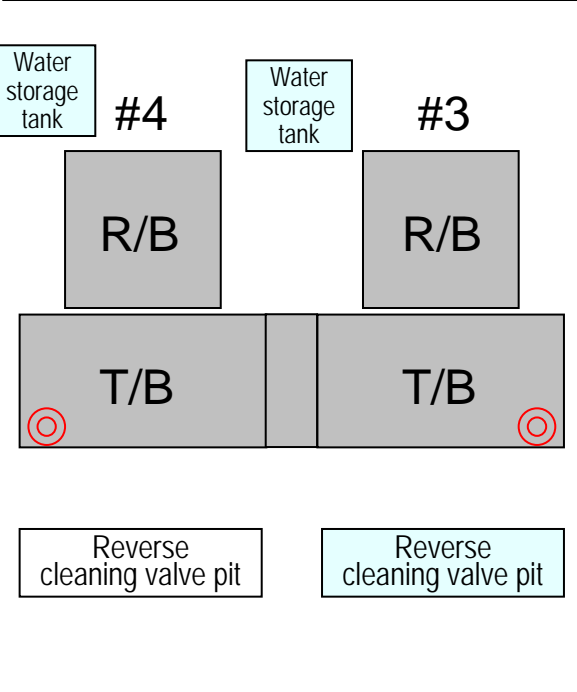 Water
storage
tank
#4
Water
storage
tank
#3
R/B
R/B
T/B
T/B
Reverse
cleaning valve pit
Reverse
cleaning valve pit